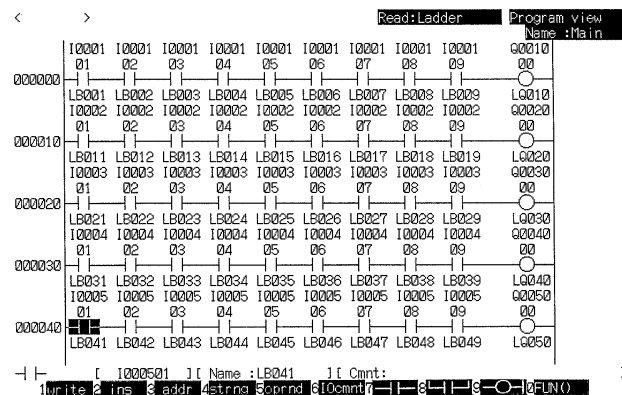 < > Read:Ladder Program view
Name :Main
I0001 I0001 I0001 I0001 I0001 I0001 I0001 I0001 I0001 Q0010
01 02 03 04 05 06 07 08 09 00
000000
LB001 LB002 LB003 LB004 LB005 LB006 LB007 LB008 LB009 LQ010
I0002 I0002 I0002 I0002 I0002 I0002 I0002 I0002 I0002 Q0020
01 02 03 04 05 06 07 08 09 00
000010
LB011 LB012 LB013 LB014 LB015 LB016 LB017 LB018 LB019 LQ020
I0003 I0003 I0003 I0003 I0003 I0003 I0003 I0003 I0003 Q0030
01 02 03 04 05 06 07 08 09 00
000020
LB021 LB022 LB023 LB024 LB025 LB026 LB027 LB028 LB029 LQ030
I0004 I0004 I0004 I0004 I0004 I0004 I0004 I0004 I0004 Q0040
01 02 03 04 05 06 07 08 09 00
000030
LB031 LB032 LB033 LB034 LB035 LB036 LB037 LB038 LB039 LQ040
I0005 I0005 I0005 I0005 I0005 I0005 I0005 I0005 I0005 Q0050
01 02 03 04 05 06 07 08 09 00
000040
LB041 LB042 LB043 LB044 LB045 LB046 LB047 LB048 LB049 LQ050
[ I000501 ][ Name :LB041 ][ Cmnt: ]
1write 2 ins 3 addr 4strng 5oprnd 6IOcmnt 7 8 9 0FUN()